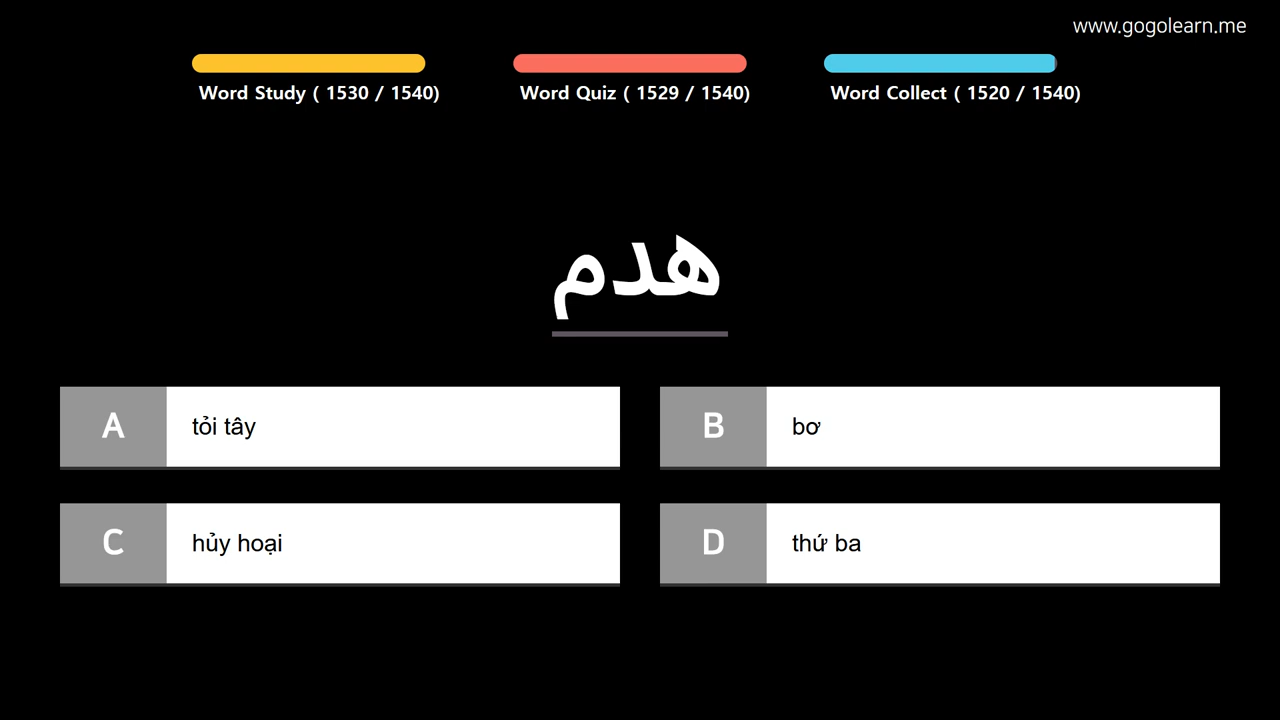 www.gogolearn.me
Word Study ( 1530 / 1540)
Word Quiz ( 1529 / 1540)
Word Collect ( 1520 / 1540)
هدم
A tỏi tây
B bơ
C hủy hoại
D thứ ba